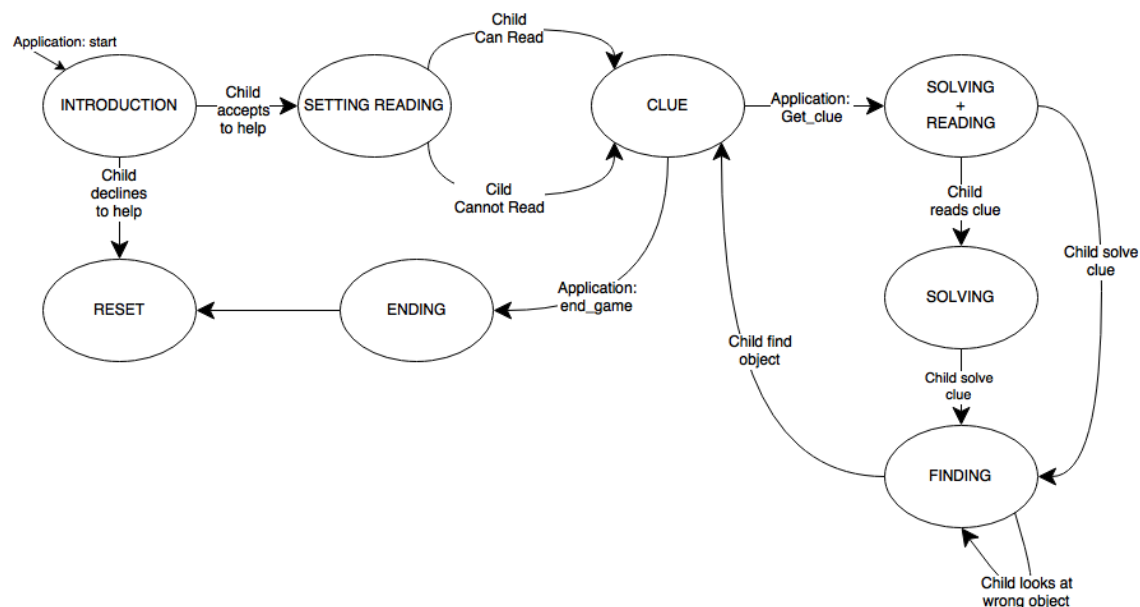 Application: start
INTRODUCTION
Child
accepts
to help
SETTING READING
Child
Can Read
Cild
Cannot Read
CLUE
Application:
Get_clue
SOLVING
+
READING
Child
declines
to help
Child
reads clue
Child solve
clue
RESET
ENDING
Application:
end_game
SOLVING
Child find
object
Child solve
clue
FINDING
Child looks at
wrong object